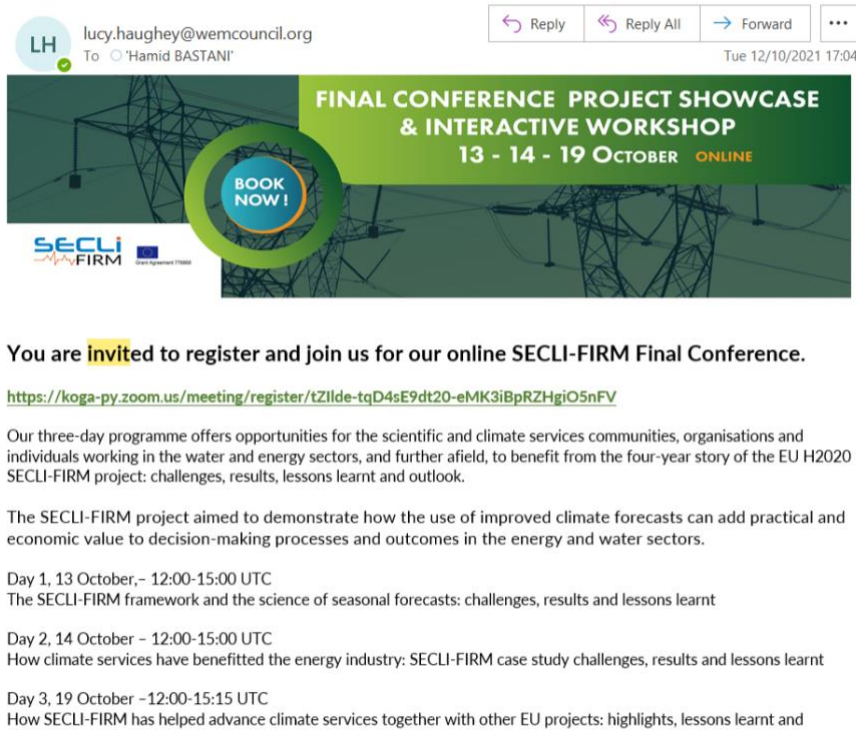 LH
lucy.haughey@wemcouncil.org
To 'Hamid BASTANI'
Reply
Reply All
Forward
Tue 12/10/2021 17:04
FINAL CONFERENCE PROJECT SHOWCASE
& INTERACTIVE WORKSHOP
13 - 14 - 19 OCTOBER ONLINE
BOOK
NOW !
SECLi
FIRM
You are invited to register and join us for our online SECLI-FIRM Final Conference.
https://koga-py.zoom.us/meeting/register/tZIlde-tqD4sE9dt20-eMK3iBpRZHgiO5nFV
Our three-day programme offers opportunities for the scientific and climate services communities, organisations and
individuals working in the water and energy sectors, and further afield, to benefit from the four-year story of the EU H2020
SECLI-FIRM project: challenges, results, lessons learnt and outlook.
The SECLI-FIRM project aimed to demonstrate how the use of improved climate forecasts can add practical and
economic value to decision-making processes and outcomes in the energy and water sectors.
Day 1, 13 October,– 12:00-15:00 UTC
The SECLI-FIRM framework and the science of seasonal forecasts: challenges, results and lessons learnt
Day 2, 14 October – 12:00-15:00 UTC
How climate services have benefitted the energy industry: SECLI-FIRM case study challenges, results and lessons learnt
Day 3, 19 October –12:00-15:15 UTC
How SECLI-FIRM has helped advance climate services together with other EU projects: highlights, lessons learnt and